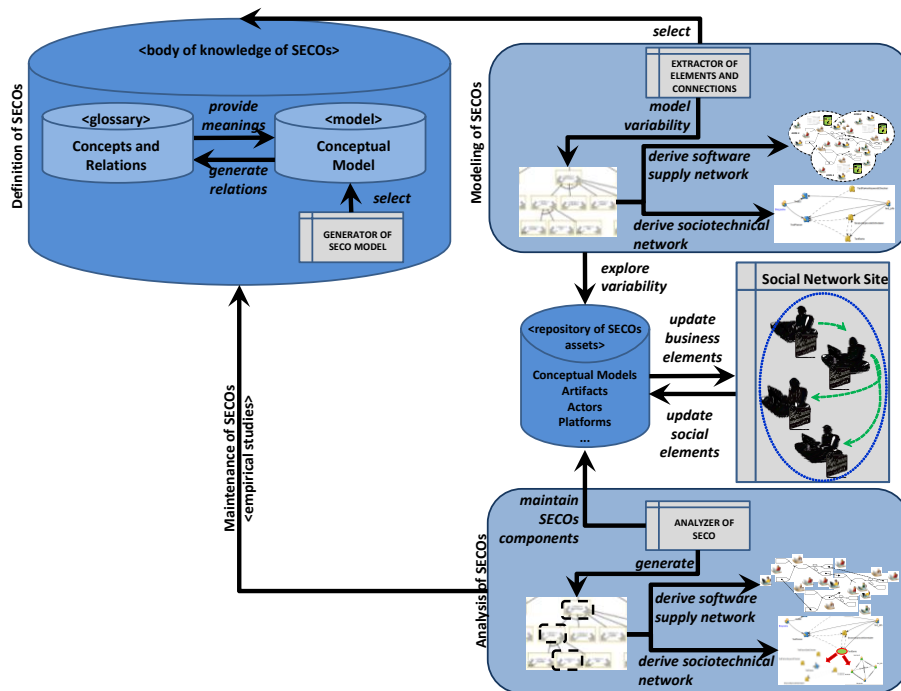 Definition of SECOs
<body of knowledge of SECOs>
<glossary>
Concepts and
Relations
provide
meanings
generate
relations
<model>
Conceptual
Model
select
GENERATOR OF
SECO MODEL
select
Modeling of SECOs
EXTRACTOR OF
ELEMENTS AND
CONNECTIONS
model
variability
derive software
supply network
derive sociotechnical
network
explore
variability
<repository of SECOs
assets>
Conceptual Models
Artifacts
Actors
Platforms
...
update
business
elements
update
social
elements
Social Network Site
Maintenance of SECOs
<empirical studies>
maintain
SECOs
components
Analysis of SECOs
ANALYZER OF
SECO
generate
derive software
supply network
derive sociotechnical
network